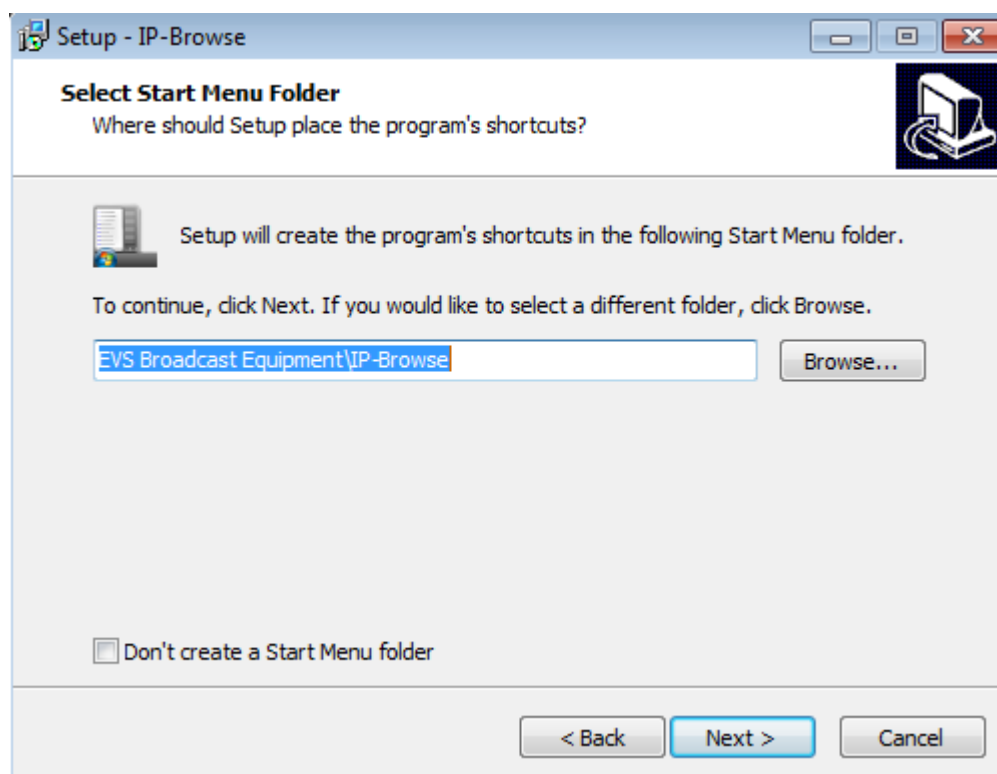 Setup - IP-Browse
Select Start Menu Folder
Where should Setup place the program's shortcuts?
Setup will create the program's shortcuts in the following Start Menu folder.
To continue, click Next. If you would like to select a different folder, click Browse.
EVS Broadcast Equipment\IP-Browse
Browse...
Don't create a Start Menu folder
< Back
Next >
Cancel